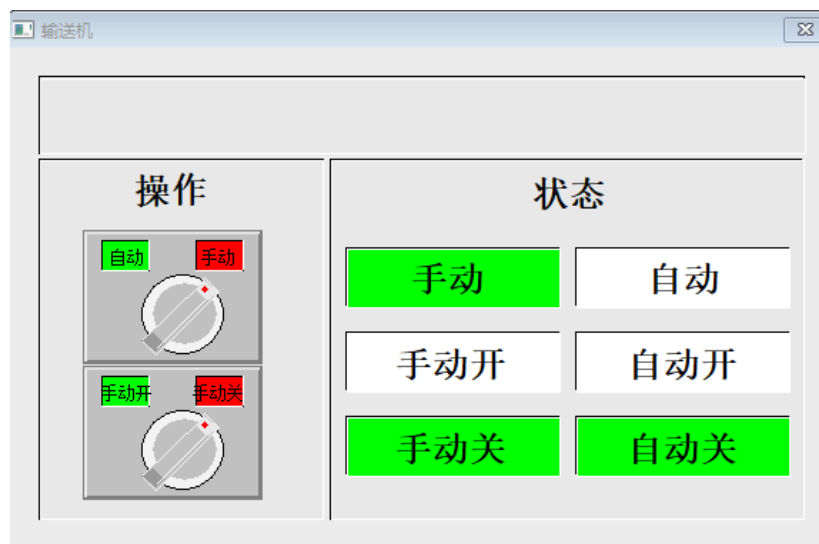 输送机
操作
自动 手动
手动开 手动关
状态
手动 自动
手动开 自动开
手动关 自动关